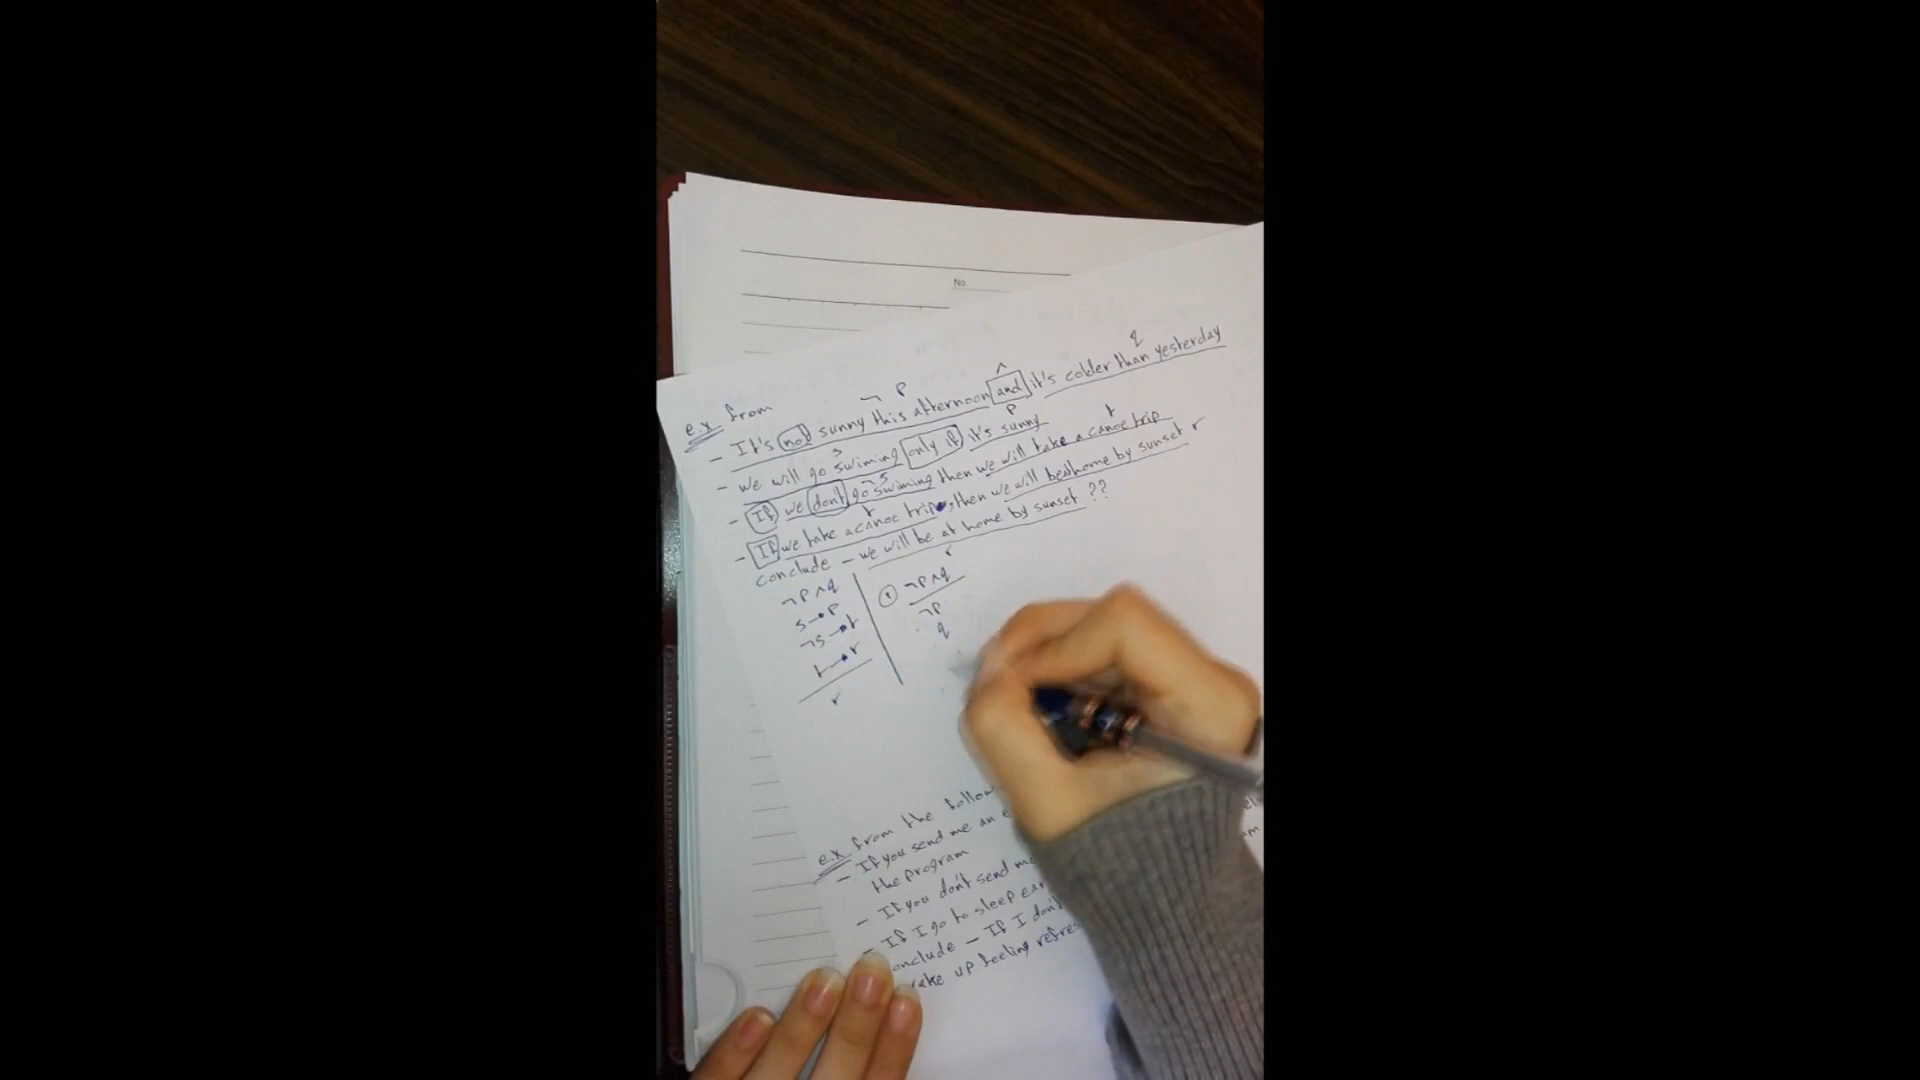 No
q
¬ p ^
e.x from
- It's not sunny this afternoon and it's colder than yesterday
s p
- we will go swiming only if it's sunny
¬s t
- If we don't go swiming then we will take a canoe trip
t r
- If we take a canoe trip, then we will be home by sunset
conclude - we will be at home by sunset ??
r
¬p ^ q
s → p
¬s → t
t → r
r
① ¬p ^ q
¬p
q
e.x from the follow
- If you send me an e
the program
- If you don't send me
- If I go to sleep ear
conclude - If I don't
wake up feeling refres